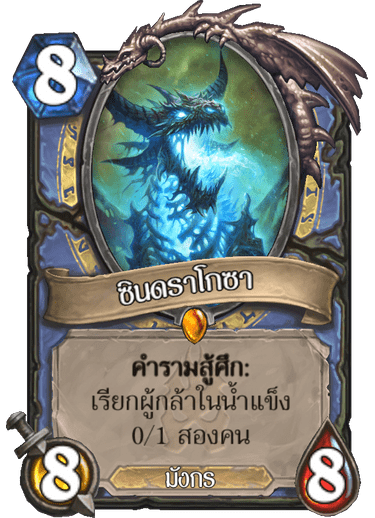 8
ซินดราโกซา
คำรามสู้ศึก:
เรียกผู้กล้าในน้ำแข็ง
0/1 สองคน
8
มังกร
8